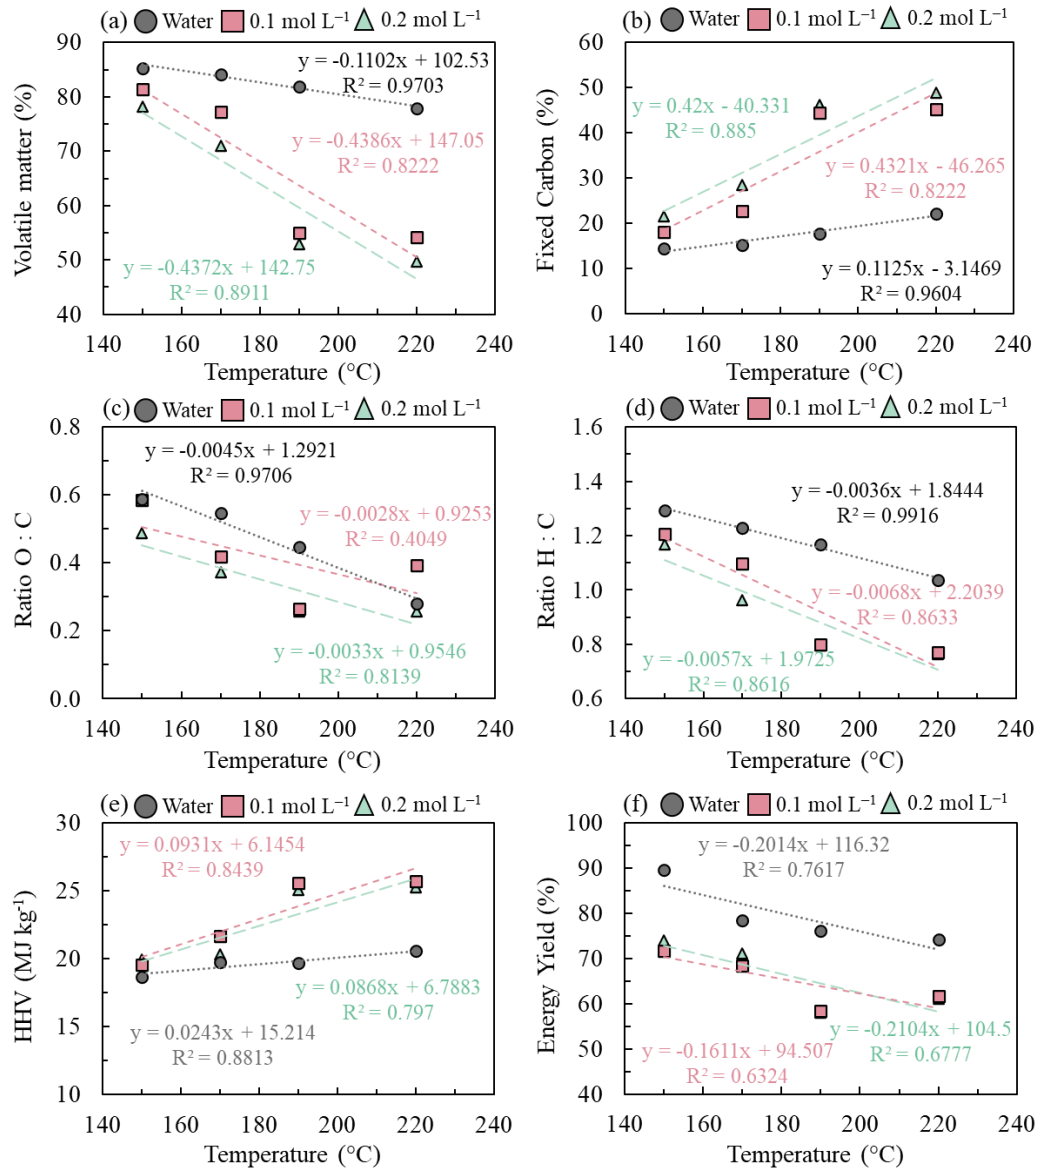 (a) Water 0.1 mol L⁻¹ 0.2 mol L⁻¹
90
80
70
60
50
40
Volatile matter (%)
y = -0.1102x + 102.53
R² = 0.9703
y = -0.4386x + 147.05
R² = 0.8222
y = -0.4372x + 142.75
R² = 0.8911
140 160 180 200 220 240
Temperature (°C)
(b) Water 0.1 mol L⁻¹ 0.2 mol L⁻¹
60
50
40
30
20
10
0
Fixed Carbon (%)
y = 0.42x - 40.331
R² = 0.885
y = 0.4321x - 46.265
R² = 0.8222
y = 0.1125x - 3.1469
R² = 0.9604
140 160 180 200 220 240
Temperature (°C)
(c) Water 0.1 mol L⁻¹ 0.2 mol L⁻¹
0.8
0.6
0.4
0.2
0.0
Ratio O : C
y = -0.0045x + 1.2921
R² = 0.9706
y = -0.0028x + 0.9253
R² = 0.4049
y = -0.0033x + 0.9546
R² = 0.8139
140 160 180 200 220 240
Temperature (°C)
(d) Water 0.1 mol L⁻¹ 0.2 mol L⁻¹
1.6
1.4
1.2
1.0
0.8
0.6
Ratio H : C
y = -0.0036x + 1.8444
R² = 0.9916
y = -0.0068x + 2.2039
R² = 0.8633
y = -0.0057x + 1.9725
R² = 0.8616
140 160 180 200 220 240
Temperature (°C)
(e) Water 0.1 mol L⁻¹ 0.2 mol L⁻¹
30
25
20
15
10
HHV (MJ kg⁻¹)
y = 0.0931x + 6.1454
R² = 0.8439
y = 0.0868x + 6.7883
R² = 0.797
y = 0.0243x + 15.214
R² = 0.8813
140 160 180 200 220 240
Temperature (°C)
(f) Water 0.1 mol L⁻¹ 0.2 mol L⁻¹
100
90
80
70
60
50
40
Energy Yield (%)
y = -0.2014x + 116.32
R² = 0.7617
y = -0.2104x + 104.5
R² = 0.6777
y = -0.1611x + 94.507
R² = 0.6324
140 160 180 200 220 240
Temperature (°C)